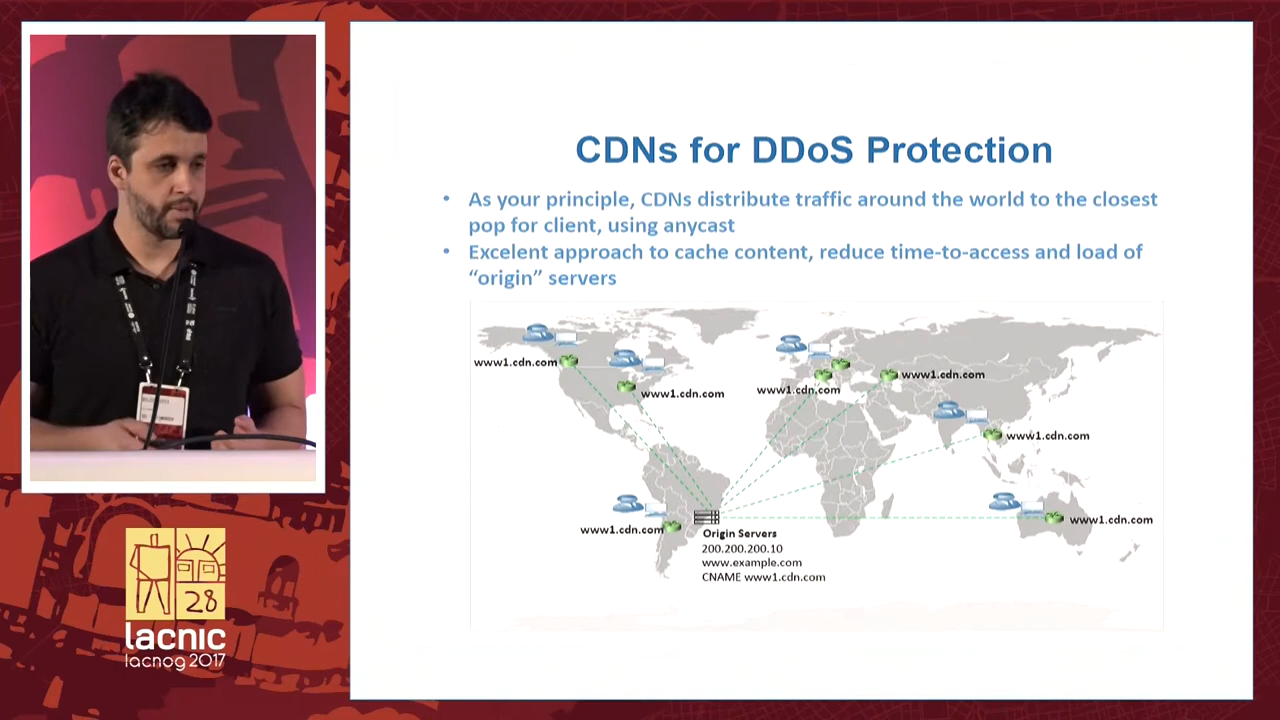 CDNs for DDoS Protection
• As your principle, CDNs distribute traffic around the world to the closest
pop for client, using anycast
• Excelent approach to cache content, reduce time-to-access and load of
“origin” servers
www1.cdn.com
www1.cdn.com
www1.cdn.com
www1.cdn.com
www1.cdn.com
www1.cdn.com
www1.cdn.com
Origin Servers
200.200.200.10
www.example.com
CNAME www1.cdn.com
28
lacnic
lacnog 2017